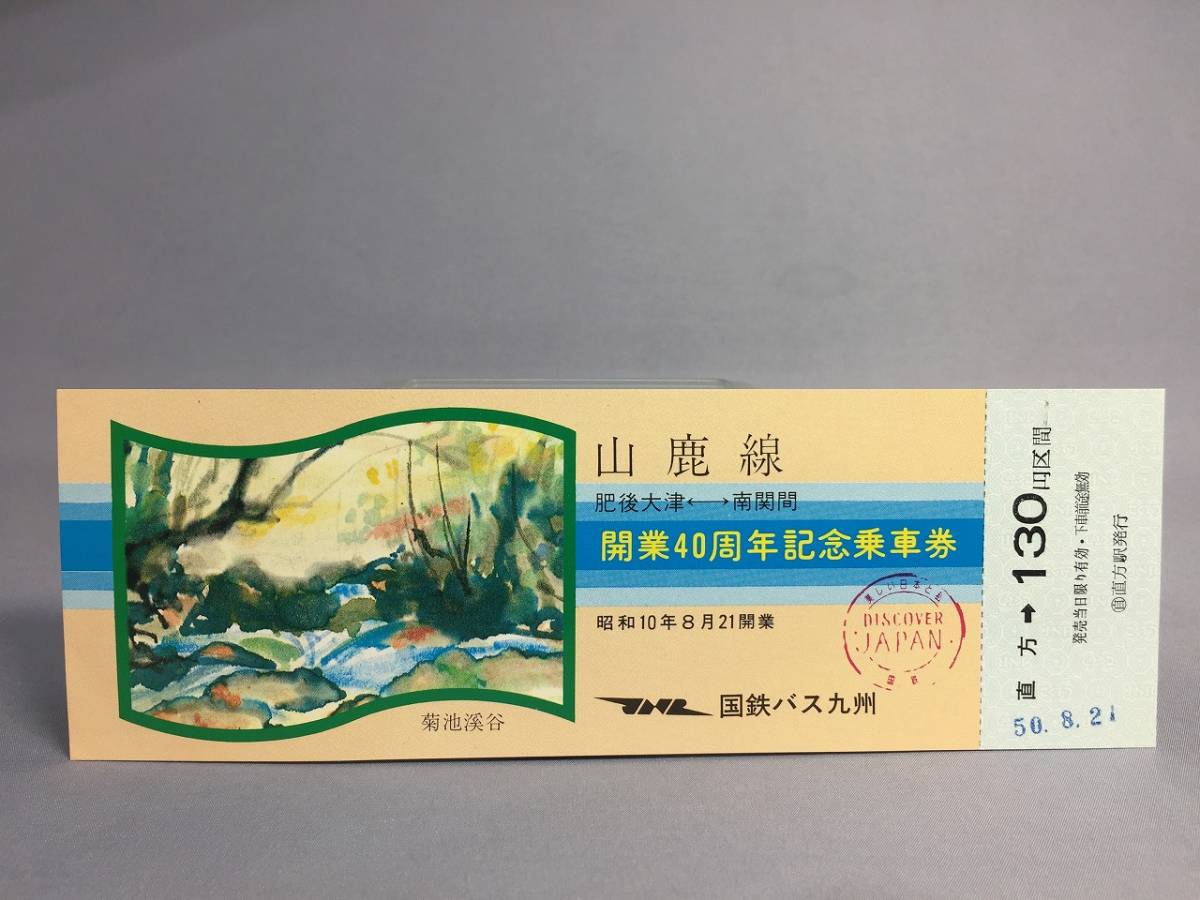 山鹿線
肥後大津←→南関間
開業40周年記念乗車券
昭和10年8月21開業
DISCOVER
JAPAN
JNR 国鉄バス九州
菊池溪谷
直方➔130円区間
発売当日限り有効・下車前途無効
直方駅発行
50.8.21